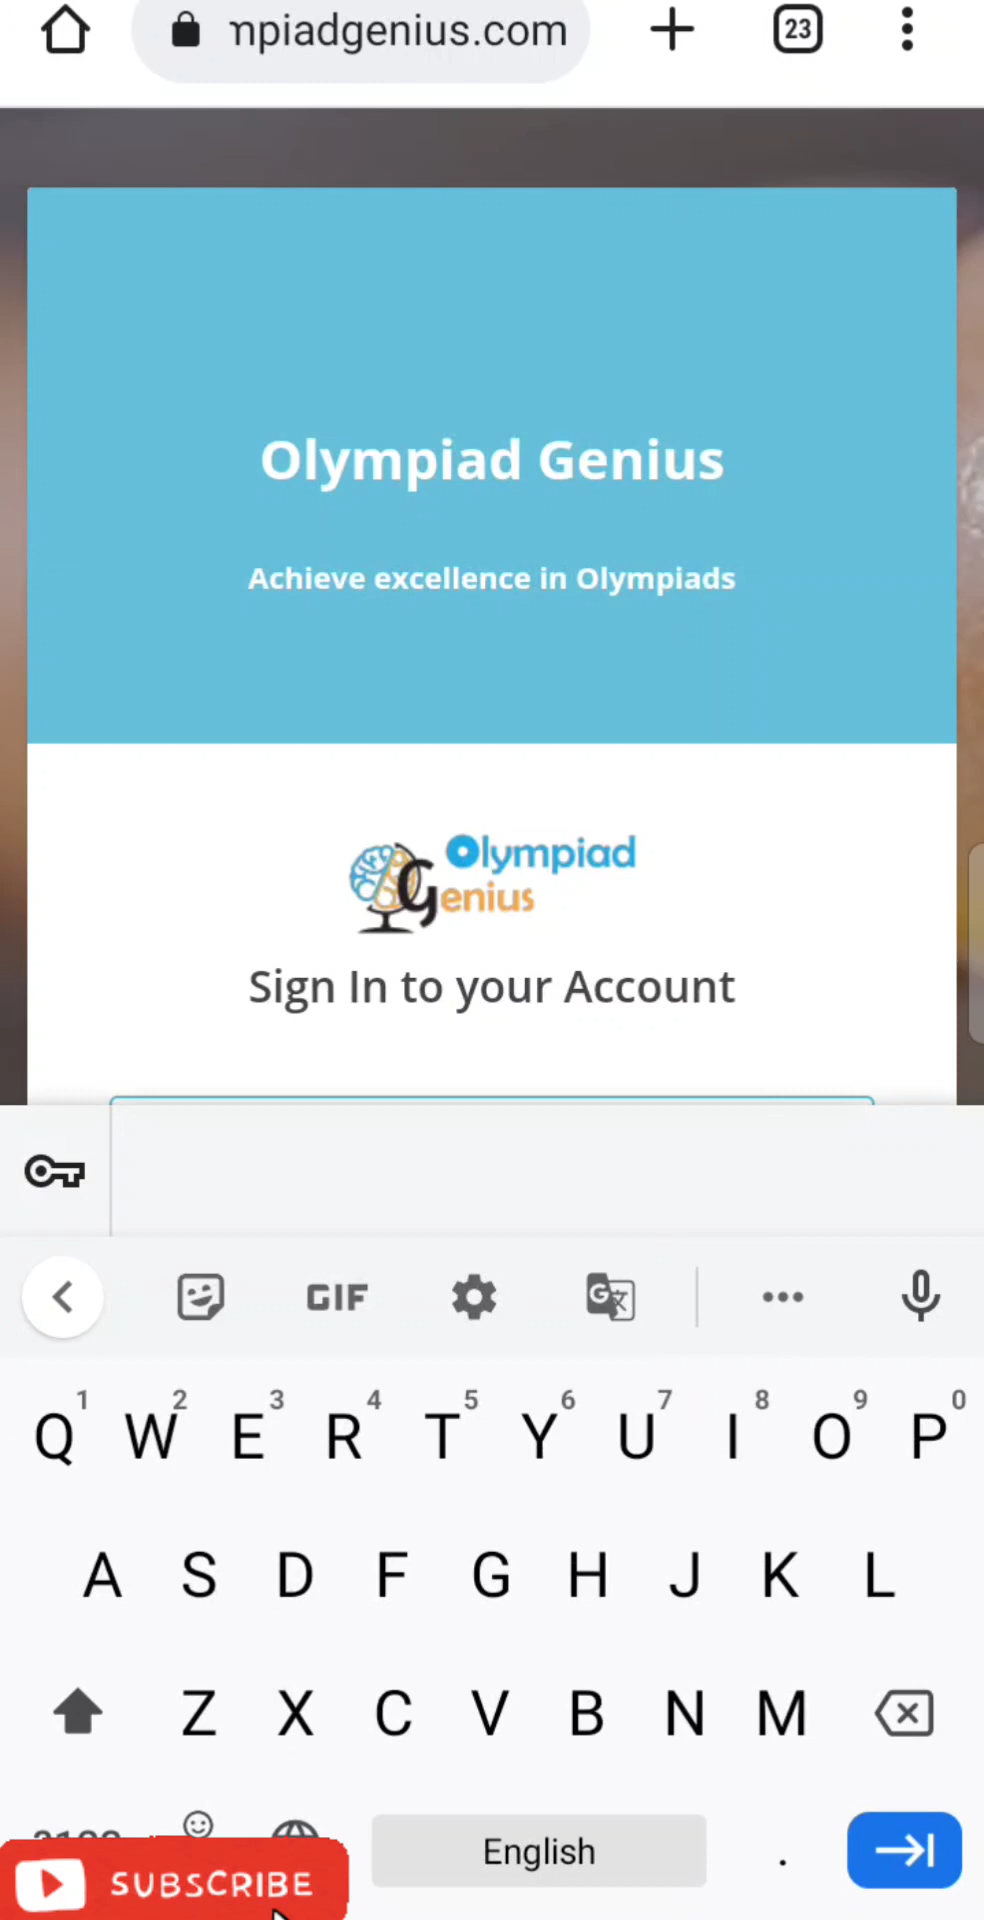 mpiadgenius.com
23
Olympiad Genius
Achieve excellence in Olympiads
Olympiad
Genius
Sign In to your Account
GIF
G
1 2 3 4 5 6 7 8 9 0
Q W E R T Y U I O P
A S D F G H J K L
Z X C V B N M
English .
SUBSCRIBE